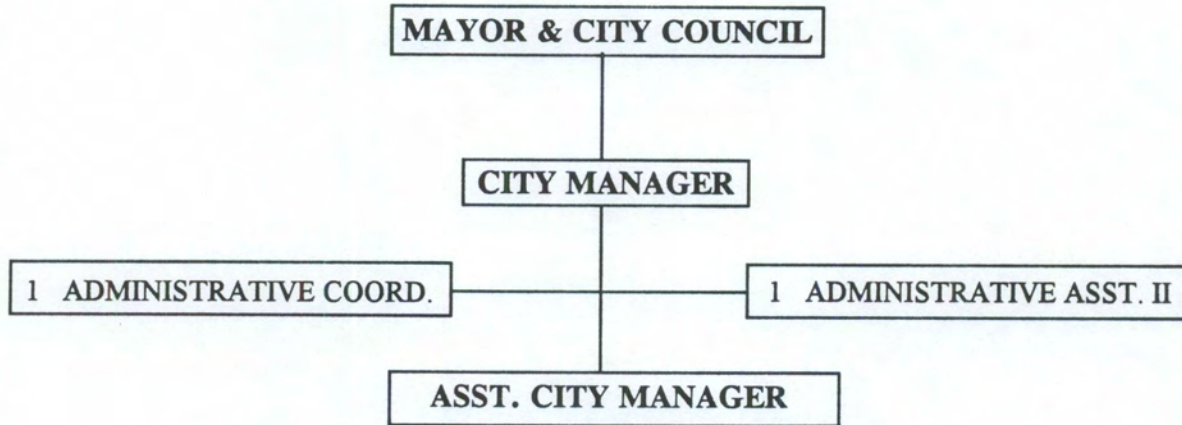 MAYOR & CITY COUNCIL
CITY MANAGER
1 ADMINISTRATIVE COORD.
1 ADMINISTRATIVE ASST. II
ASST. CITY MANAGER